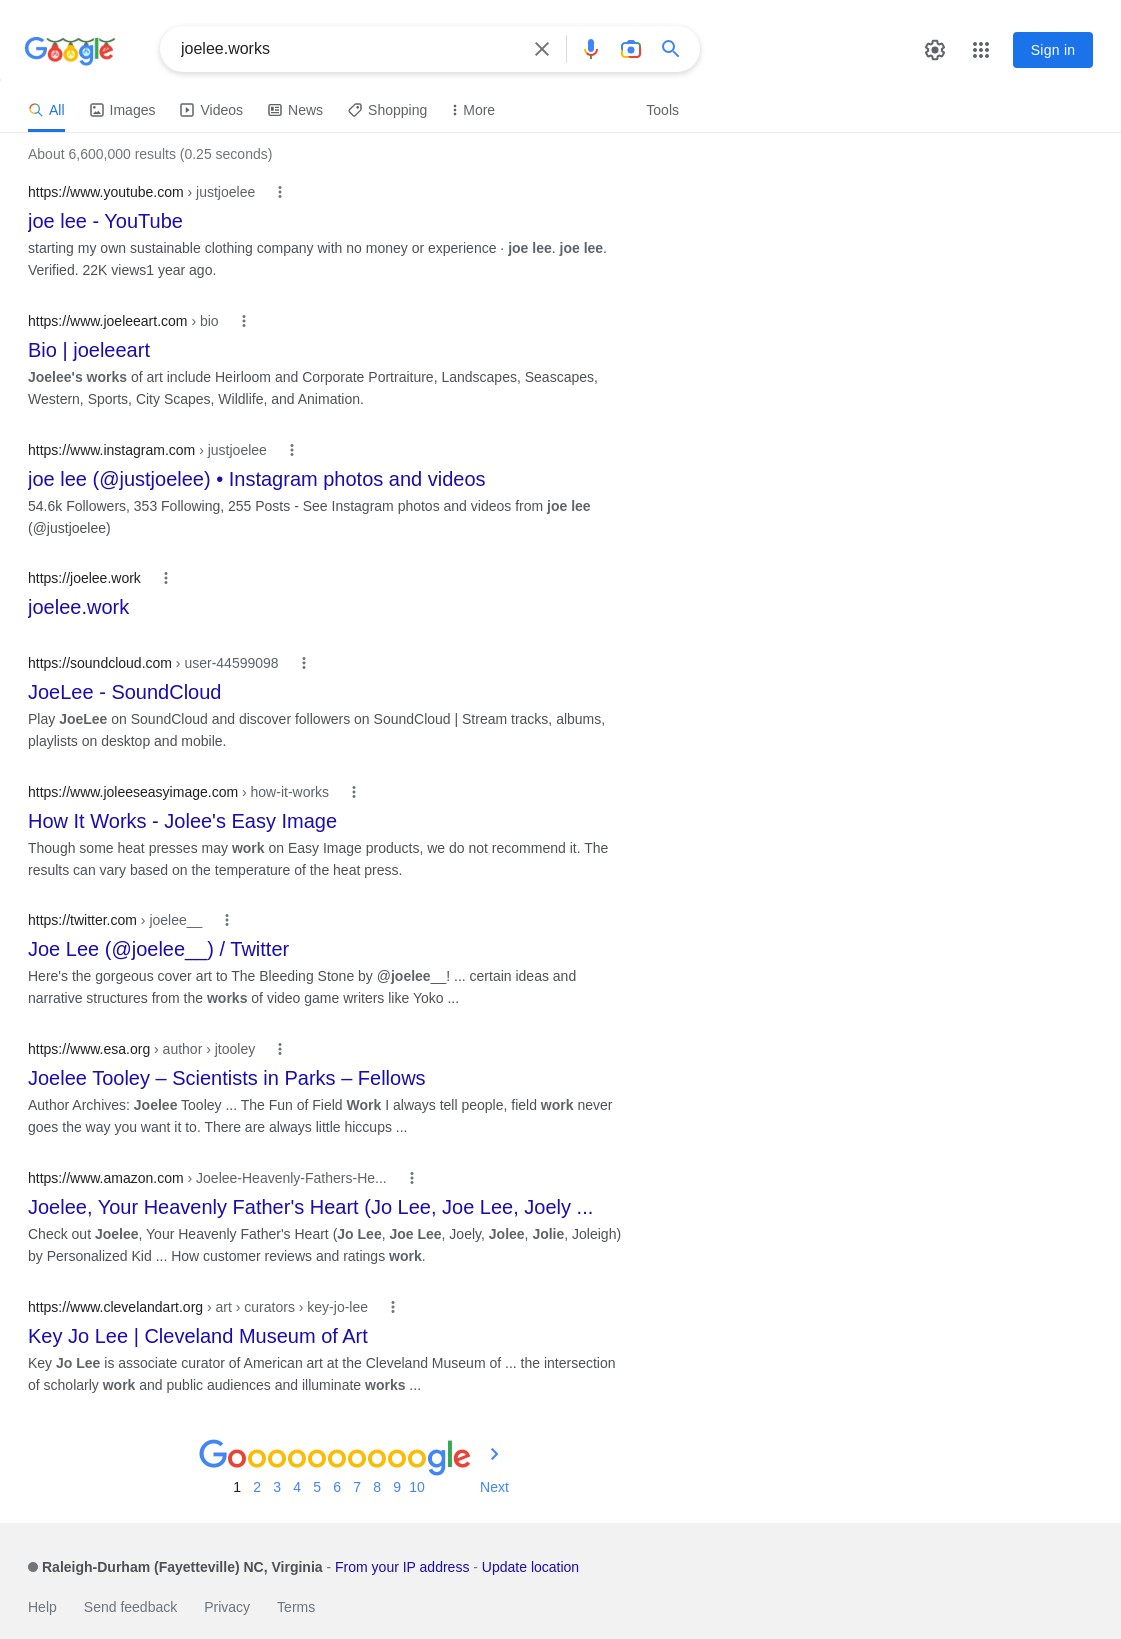 Google
joelee.works
Sign in
All Images Videos News Shopping More Tools
About 6,600,000 results (0.25 seconds)
https://www.youtube.com › justjoelee
joe lee - YouTube
starting my own sustainable clothing company with no money or experience · joe lee. joe lee.
Verified. 22K views1 year ago.
https://www.joeleeart.com › bio
Bio | joeleeart
Joelee's works of art include Heirloom and Corporate Portraiture, Landscapes, Seascapes,
Western, Sports, City Scapes, Wildlife, and Animation.
https://www.instagram.com › justjoelee
joe lee (@justjoelee) • Instagram photos and videos
54.6k Followers, 353 Following, 255 Posts - See Instagram photos and videos from joe lee
(@justjoelee)
https://joelee.work
joelee.work
https://soundcloud.com › user-44599098
JoeLee - SoundCloud
Play JoeLee on SoundCloud and discover followers on SoundCloud | Stream tracks, albums,
playlists on desktop and mobile.
https://www.joleeseasyimage.com › how-it-works
How It Works - Jolee's Easy Image
Though some heat presses may work on Easy Image products, we do not recommend it. The
results can vary based on the temperature of the heat press.
https://twitter.com › joelee__
Joe Lee (@joelee__) / Twitter
Here's the gorgeous cover art to The Bleeding Stone by @joelee__! ... certain ideas and
narrative structures from the works of video game writers like Yoko ...
https://www.esa.org › author › jtooley
Joelee Tooley – Scientists in Parks – Fellows
Author Archives: Joelee Tooley ... The Fun of Field Work I always tell people, field work never
goes the way you want it to. There are always little hiccups ...
https://www.amazon.com › Joelee-Heavenly-Fathers-He...
Joelee, Your Heavenly Father's Heart (Jo Lee, Joe Lee, Joely ...
Check out Joelee, Your Heavenly Father's Heart (Jo Lee, Joe Lee, Joely, Jolee, Jolie, Joleigh)
by Personalized Kid ... How customer reviews and ratings work.
https://www.clevelandart.org › art › curators › key-jo-lee
Key Jo Lee | Cleveland Museum of Art
Key Jo Lee is associate curator of American art at the Cleveland Museum of ... the intersection
of scholarly work and public audiences and illuminate works ...
Goooooooooogle
1 2 3 4 5 6 7 8 9 10 Next
Raleigh-Durham (Fayetteville) NC, Virginia - From your IP address - Update location
Help Send feedback Privacy Terms